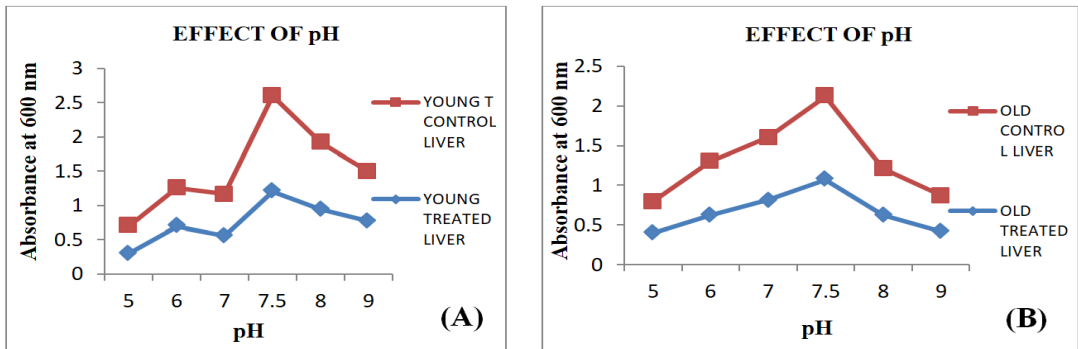 EFFECT OF pH
Absorbance at 600 nm
3
2.5
2
1.5
1
0.5
0
5 6 7 7.5 8 9
pH
YOUNG T
CONTROL
LIVER
YOUNG
TREATED
LIVER
(A)
EFFECT OF pH
Absorbance at 600 nm
2.5
2
1.5
1
0.5
0
5 6 7 7.5 8 9
pH
OLD
CONTRO
L LIVER
OLD
TREATED
LIVER
(B)